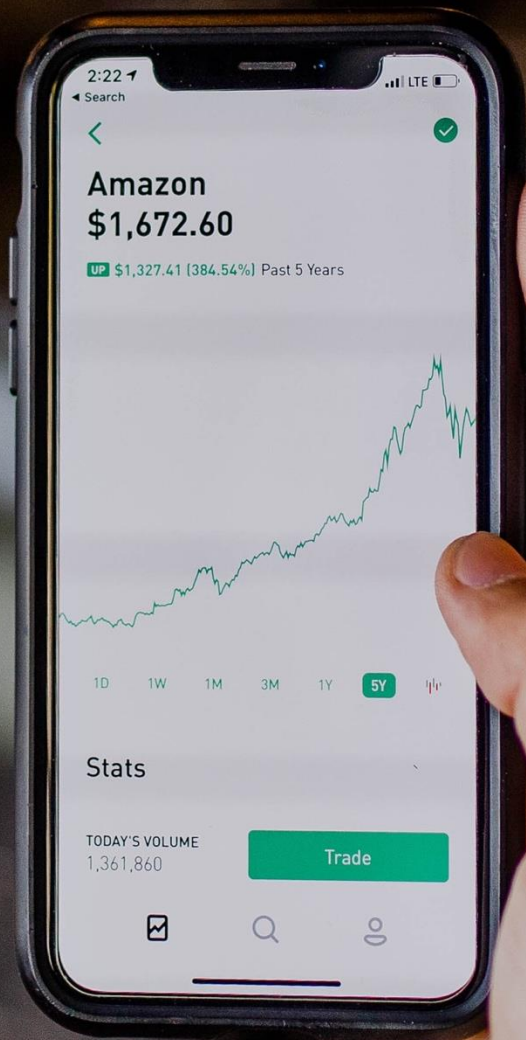 2:22
LTE
◂ Search
Amazon
$1,672.60
UP $1,327.41 (384.54%) Past 5 Years
1D 1W 1M 3M 1Y 5Y
Stats
TODAY'S VOLUME
1,361,860
Trade